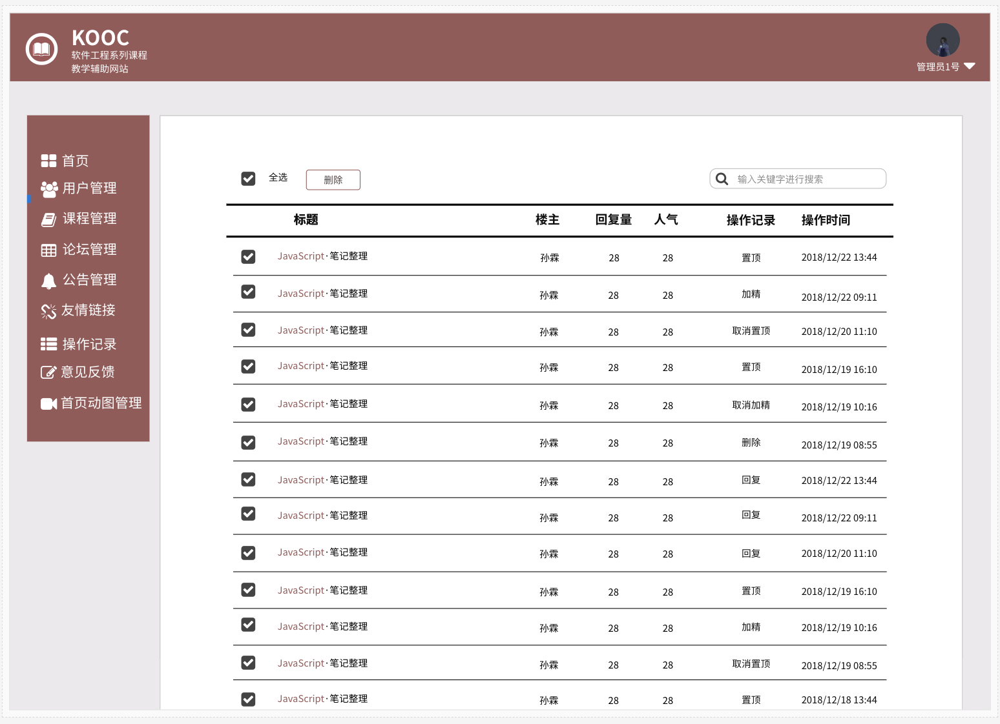 KOOC
软件工程系列课程
教学辅助网站
管理员1号
首页
用户管理
课程管理
论坛管理
公告管理
友情链接
操作记录
意见反馈
首页动图管理
全选 删除 输入关键字进行搜索
标题 楼主 回复量 人气 操作记录 操作时间
JavaScript·笔记整理 孙霖 28 28 置顶 2018/12/22 13:44
JavaScript·笔记整理 孙霖 28 28 加精 2018/12/22 09:11
JavaScript·笔记整理 孙霖 28 28 取消置顶 2018/12/20 11:10
JavaScript·笔记整理 孙霖 28 28 置顶 2018/12/19 16:10
JavaScript·笔记整理 孙霖 28 28 取消加精 2018/12/19 10:16
JavaScript·笔记整理 孙霖 28 28 删除 2018/12/19 08:55
JavaScript·笔记整理 孙霖 28 28 回复 2018/12/22 13:44
JavaScript·笔记整理 孙霖 28 28 回复 2018/12/22 09:11
JavaScript·笔记整理 孙霖 28 28 回复 2018/12/20 11:10
JavaScript·笔记整理 孙霖 28 28 置顶 2018/12/19 16:10
JavaScript·笔记整理 孙霖 28 28 加精 2018/12/19 10:16
JavaScript·笔记整理 孙霖 28 28 取消置顶 2018/12/19 08:55
JavaScript·笔记整理 孙霖 28 28 置顶 2018/12/18 13:44